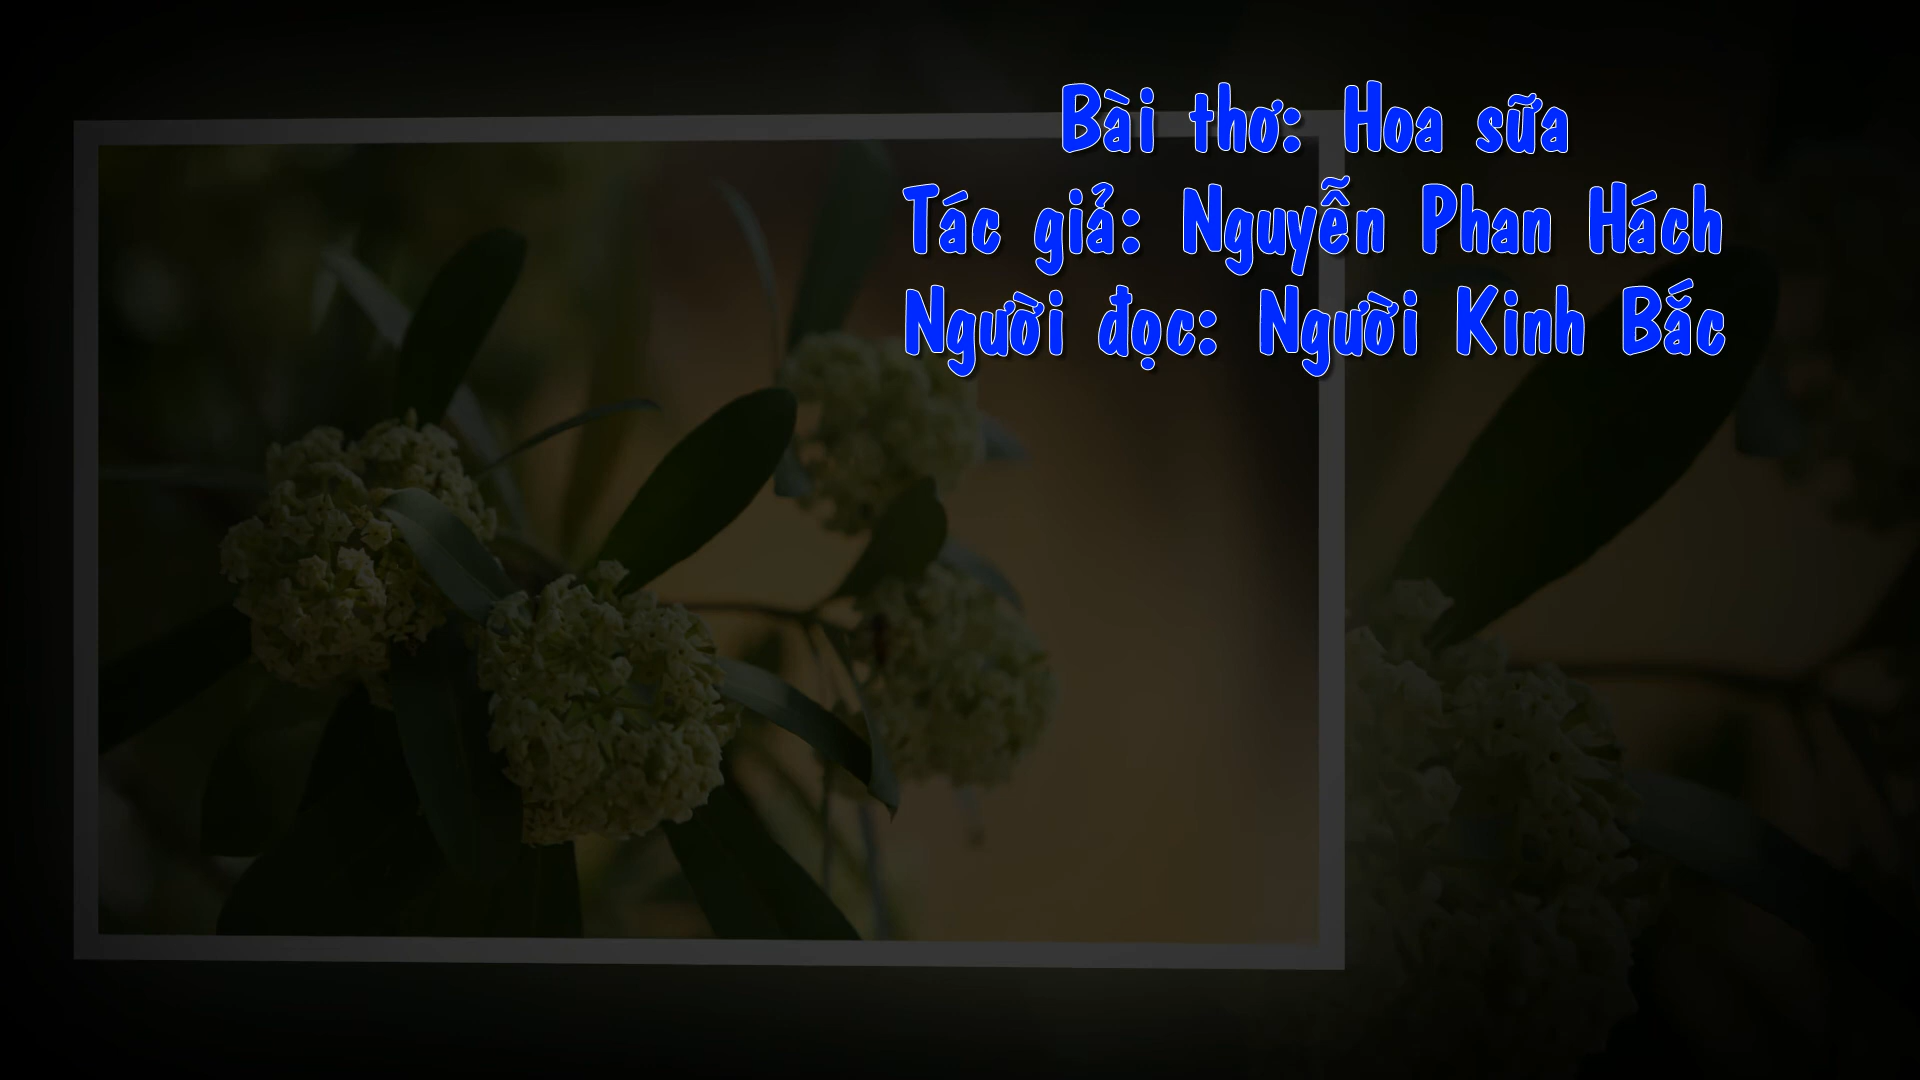 Bài thơ: Hoa sữa
Tác giả: Nguyễn Phan Hách
Người đọc: Người Kinh Bắc